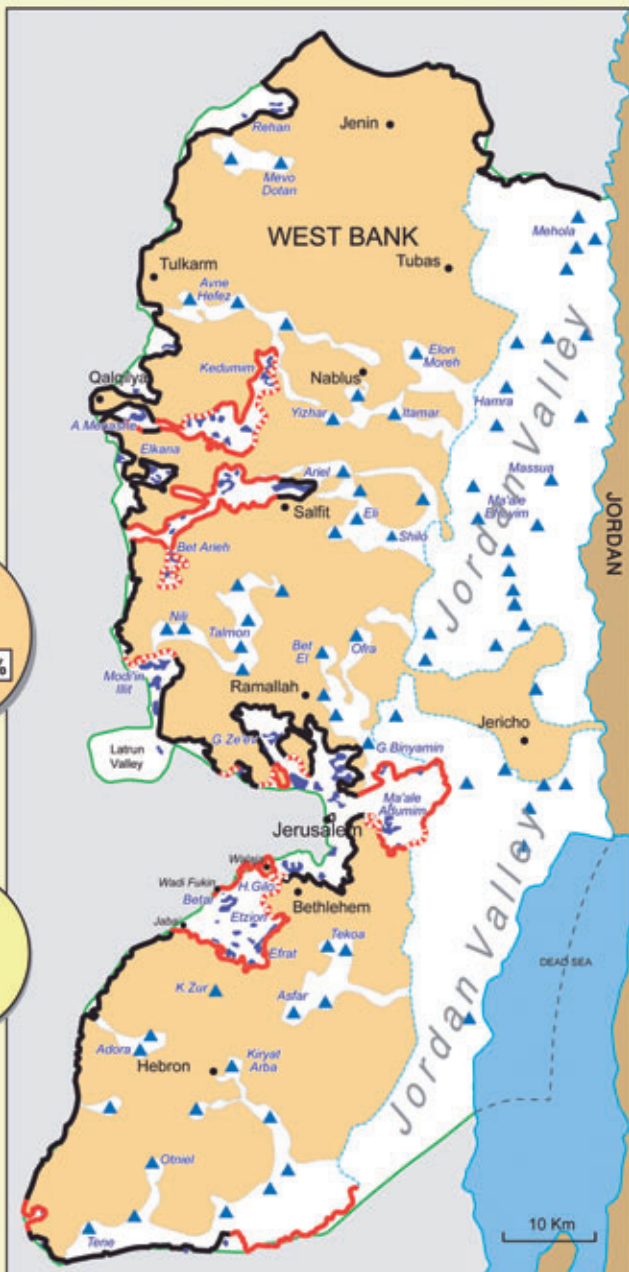 Rehan
Jenin
Mevo
Dotan
WEST BANK
Mehola
Tulkarm
Tubas
Avne
Hefez
Elon
Moreh
Kedumim
Nablus
Qalqiliya
Hamra
Yizhar
Itamar
A.Menashe
Elkana
Massua
Ariel
Ma'ale
Efrayim
Salfit
Eli
Shilo
JORDAN
Jordan Valley
Bet Arieh
Nili
Talmon
Bet
El
Ofra
%
Modi'in
Illit
Ramallah
Jericho
Latrun
Valley
G.Ze'ev
G.Binyamin
Ma'ale
Adumim
Jerusalem
Walaja
Wadi Fukin
H.Gilo
Betar
Bethlehem
Jaba
Etzion
Efrat
Tekoa
DEAD SEA
Jordan Valley
K.Zur
Asfar
Adora
Kiryat
Arba
Hebron
Otniel
Tene
10 Km